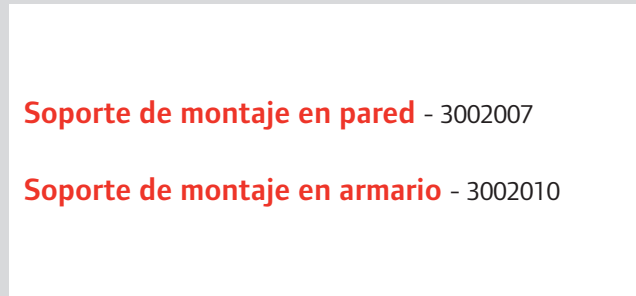 Soporte de montaje en pared - 3002007
Soporte de montaje en armario - 3002010